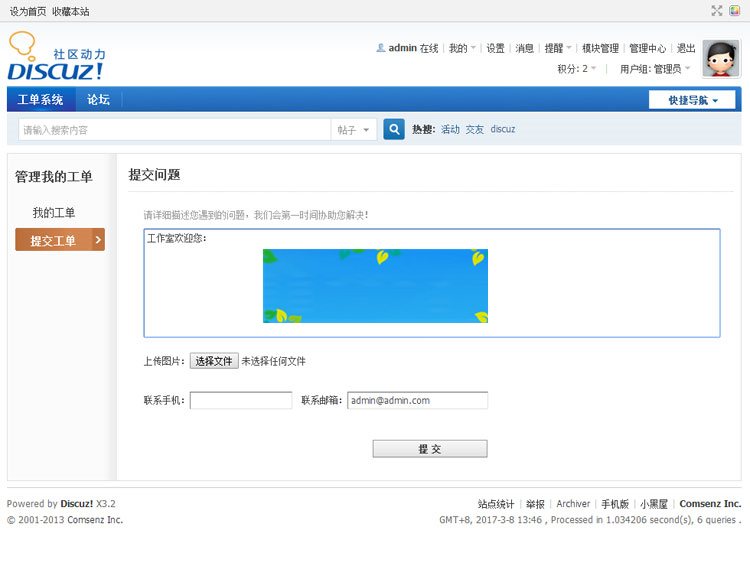 设为首页 收藏本站
社区动力
DISCUZ!
admin 在线 | 我的 | 设置 | 消息 | 提醒 | 模块管理 | 管理中心 | 退出
积分: 2 | 用户组: 管理员
工单系统 论坛 快捷导航
请输入搜索内容 帖子 热搜: 活动 交友 discuz
管理我的工单
我的工单
提交工单
提交问题
请详细描述您遇到的问题，我们会第一时间协助您解决!
工作室欢迎您:
上传图片: 选择文件 未选择任何文件
联系手机: 联系邮箱: admin@admin.com
提 交
Powered by Discuz! X3.2
© 2001-2013 Comsenz Inc.
站点统计 | 举报 | Archiver | 手机版 | 小黑屋 | Comsenz Inc.
GMT+8, 2017-3-8 13:46 , Processed in 1.034206 second(s), 6 queries .